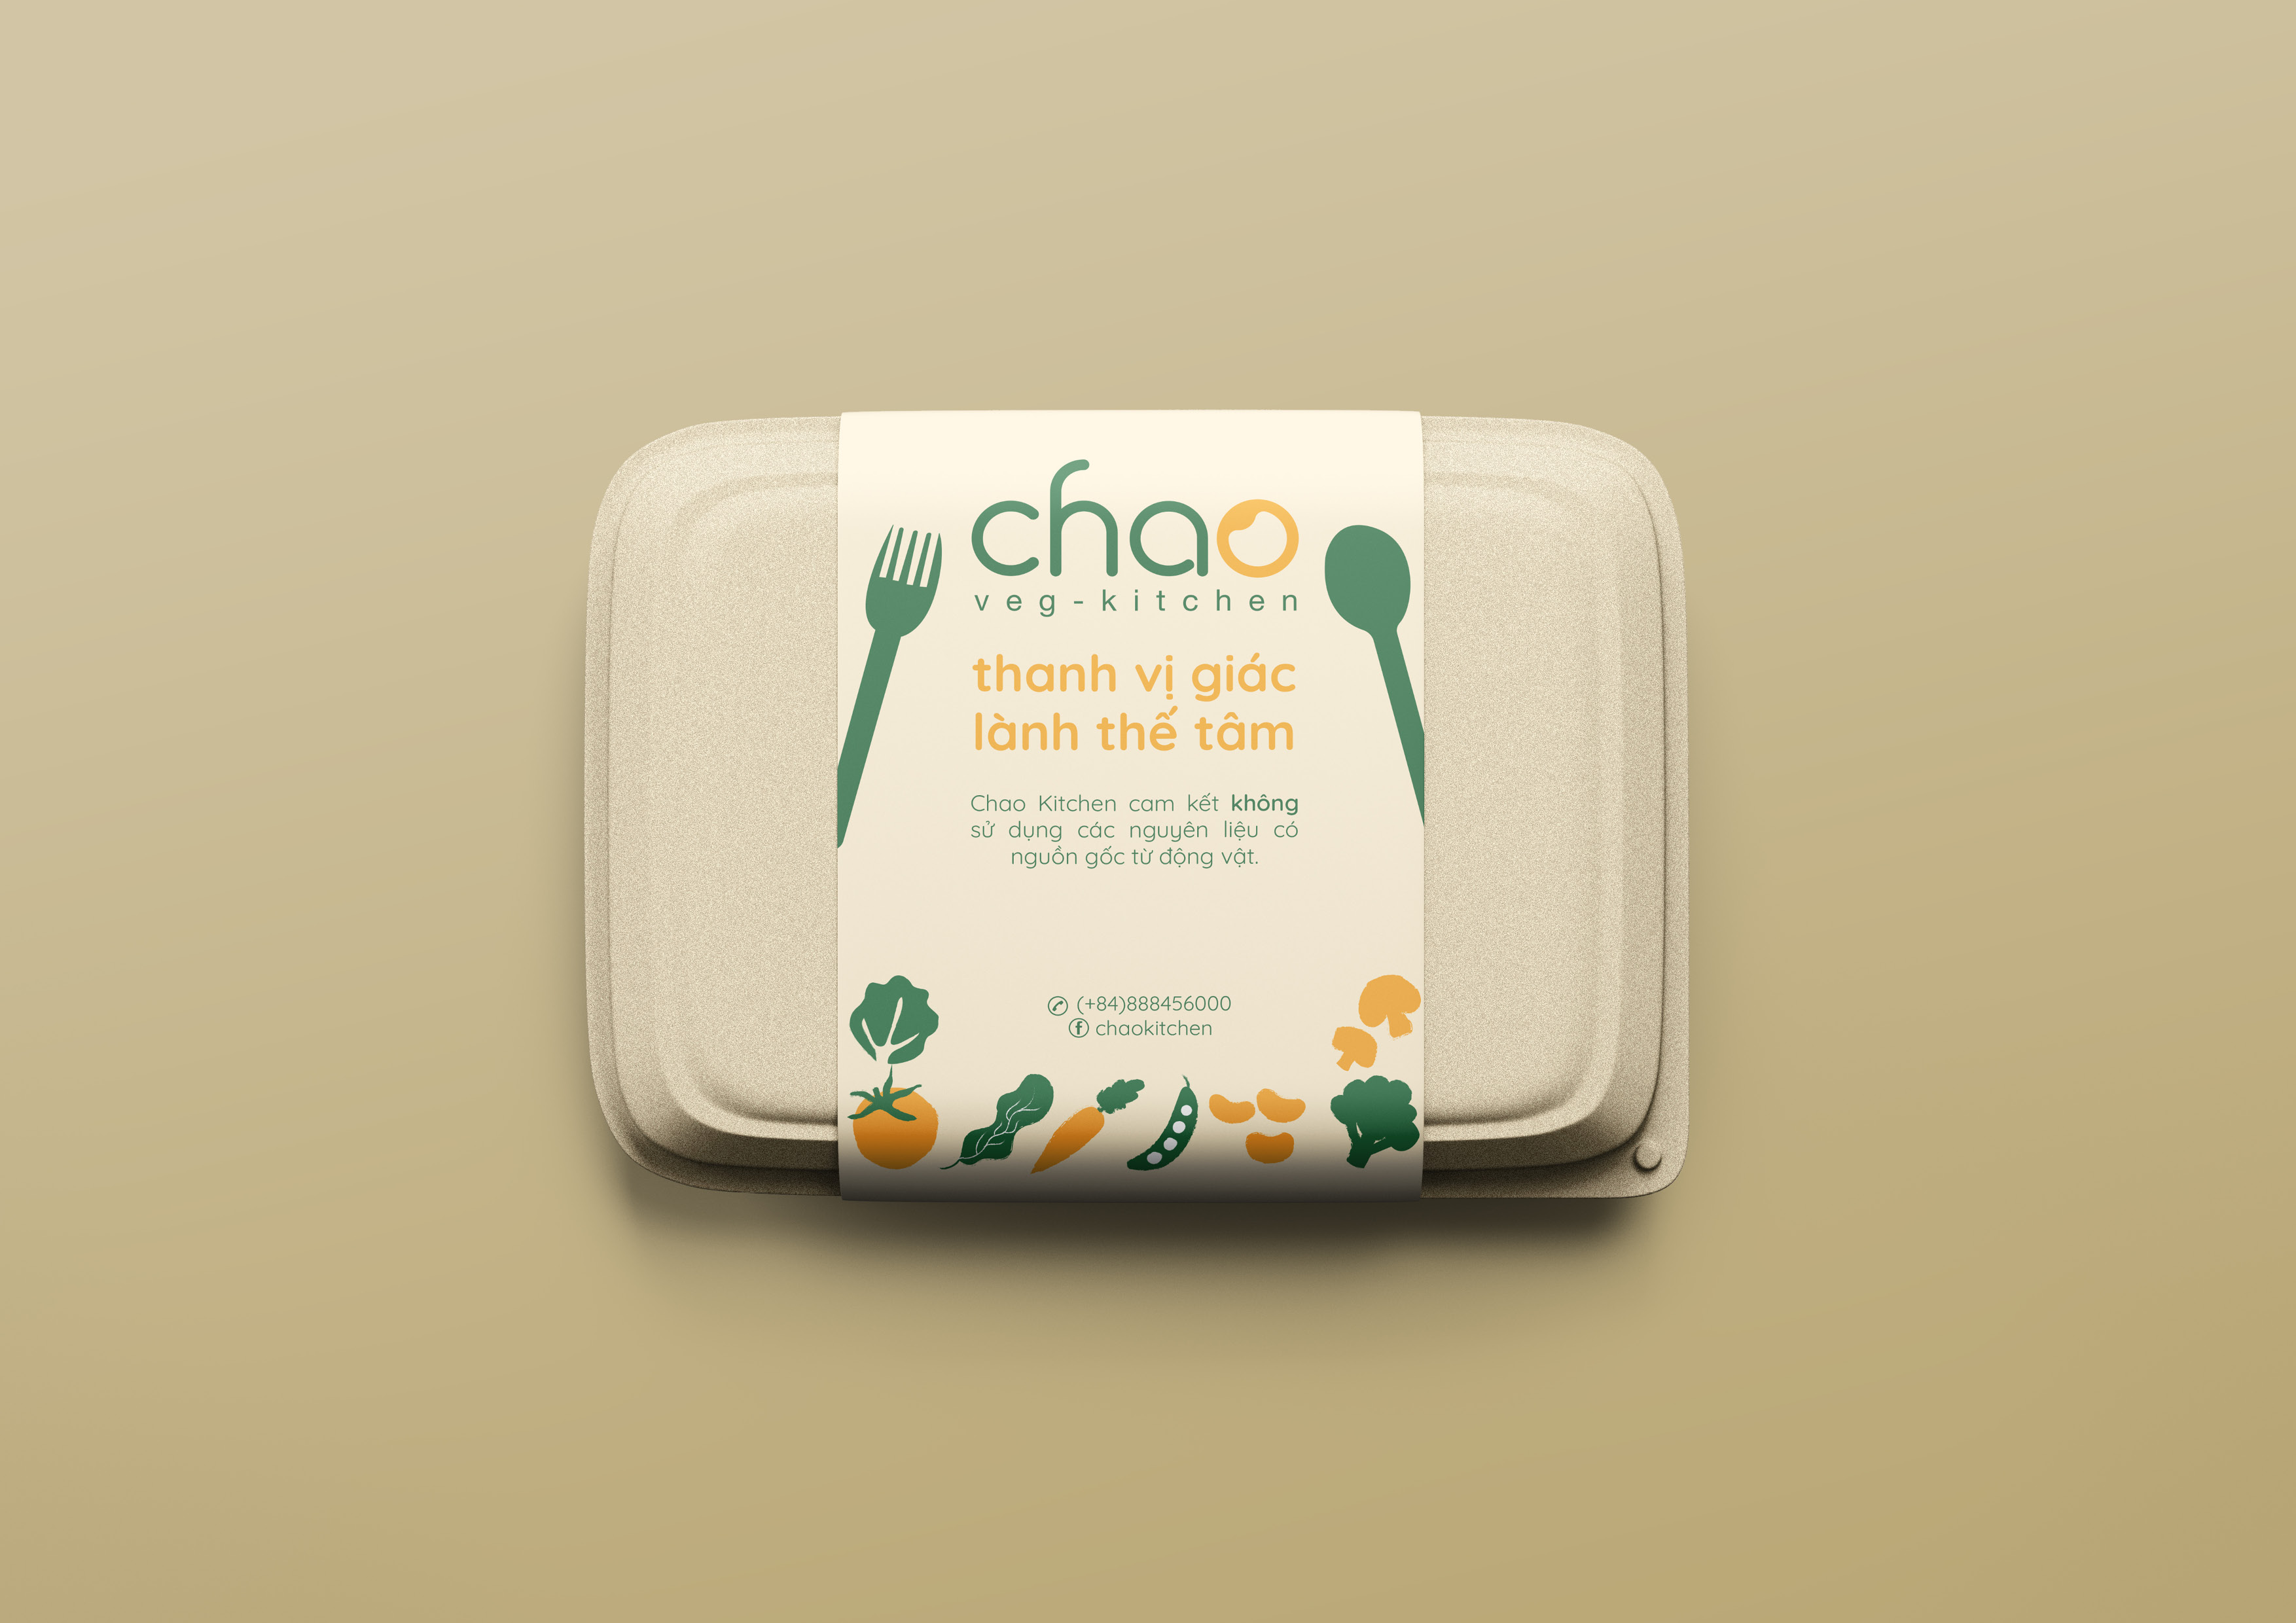 chao
veg-kitchen
thanh vị giác
lành thế tâm
Chao Kitchen cam kết không
sử dụng các nguyên liệu có
nguồn gốc từ động vật.
(+84)888456000
chaokitchen